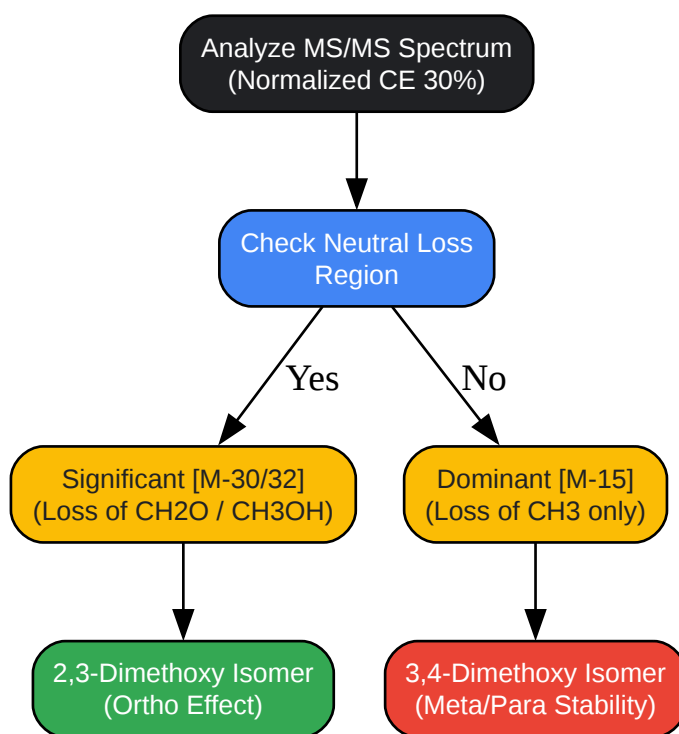 Analyze MS/MS Spectrum
(Normalized CE 30%)
Check Neutral Loss
Region
Yes
No
Significant [M-30/32]
(Loss of CH2O / CH3OH)
Dominant [M-15]
(Loss of CH3 only)
2,3-Dimethoxy Isomer
(Ortho Effect)
3,4-Dimethoxy Isomer
(Meta/Para Stability)